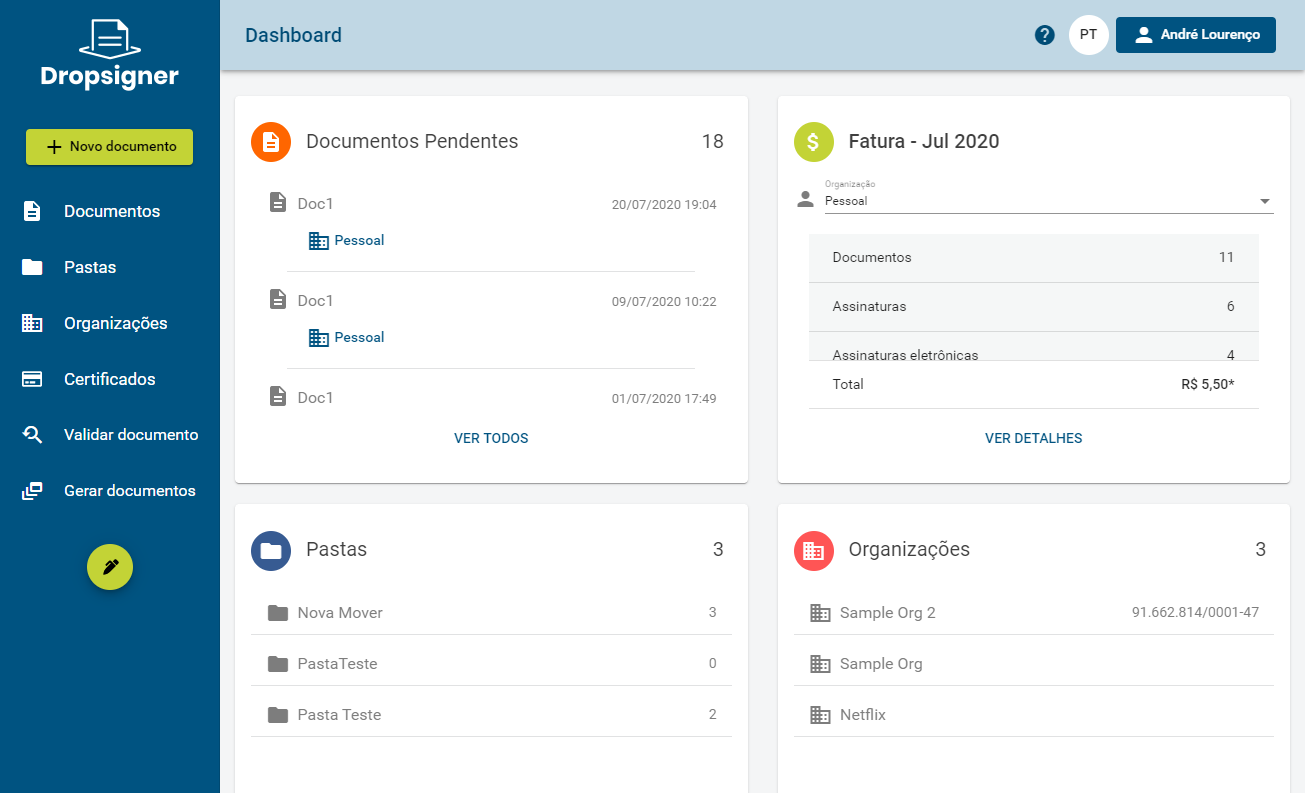 Dropsigner
Novo documento
Documentos
Pastas
Organizações
Certificados
Validar documento
Gerar documentos
Dashboard
? PT André Lourenço
Documentos Pendentes 18
Doc1 20/07/2020 19:04
Pessoal
Doc1 09/07/2020 10:22
Pessoal
Doc1 01/07/2020 17:49
VER TODOS
$ Fatura - Jul 2020
Organização
Pessoal
Documentos 11
Assinaturas 6
Assinaturas eletrônicas 4
Total R$ 5,50*
VER DETALHES
Pastas 3
Nova Mover 3
PastaTeste 0
Pasta Teste 2
Organizações 3
Sample Org 2 91.662.814/0001-47
Sample Org
Netflix